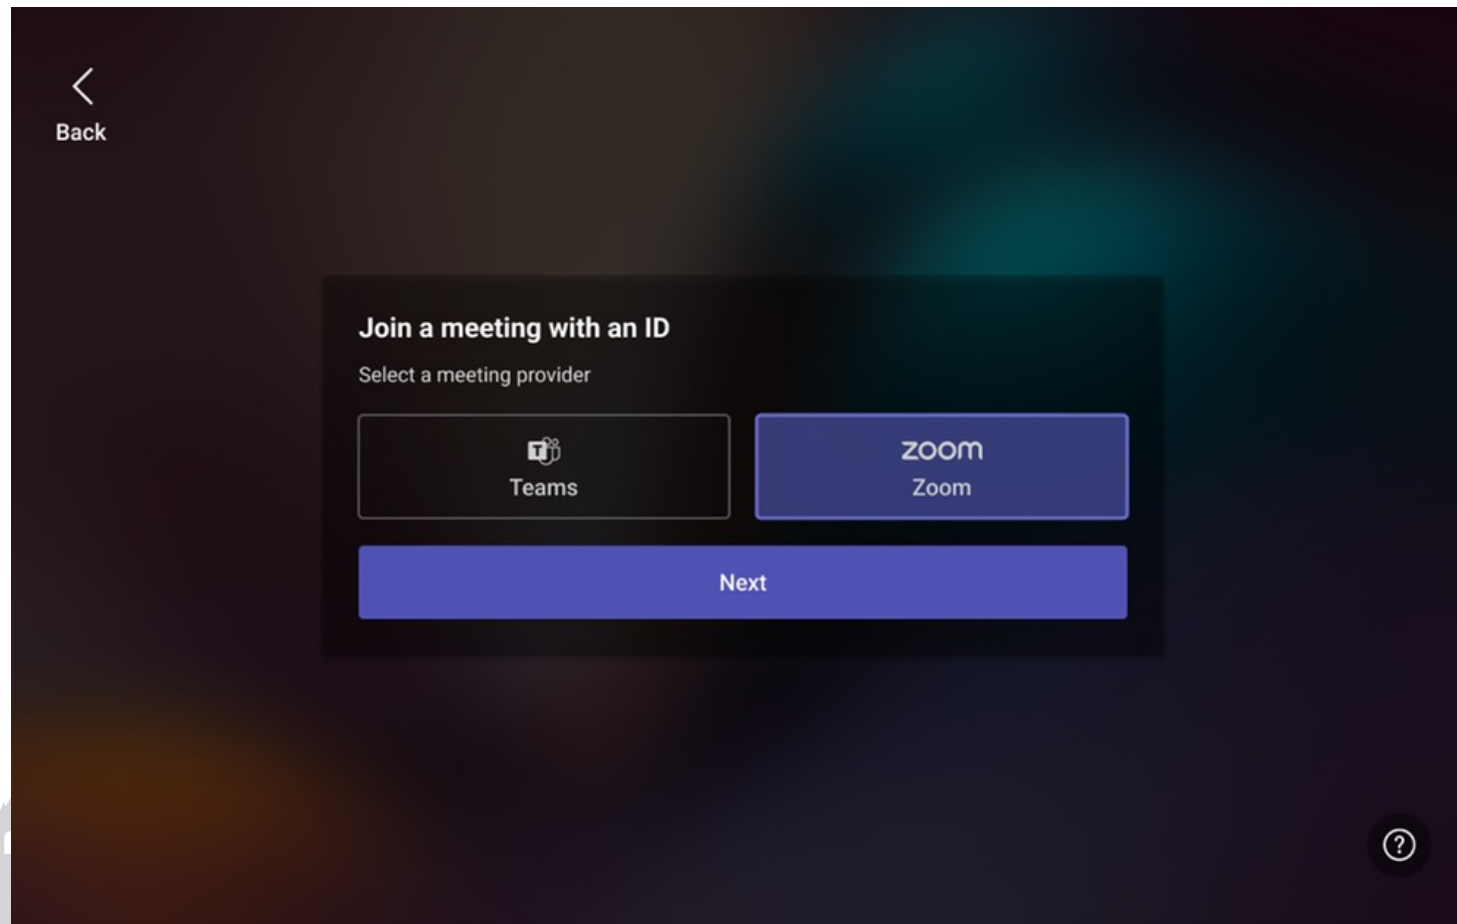 Back
Join a meeting with an ID
Select a meeting provider
Teams
zoom
Zoom
Next